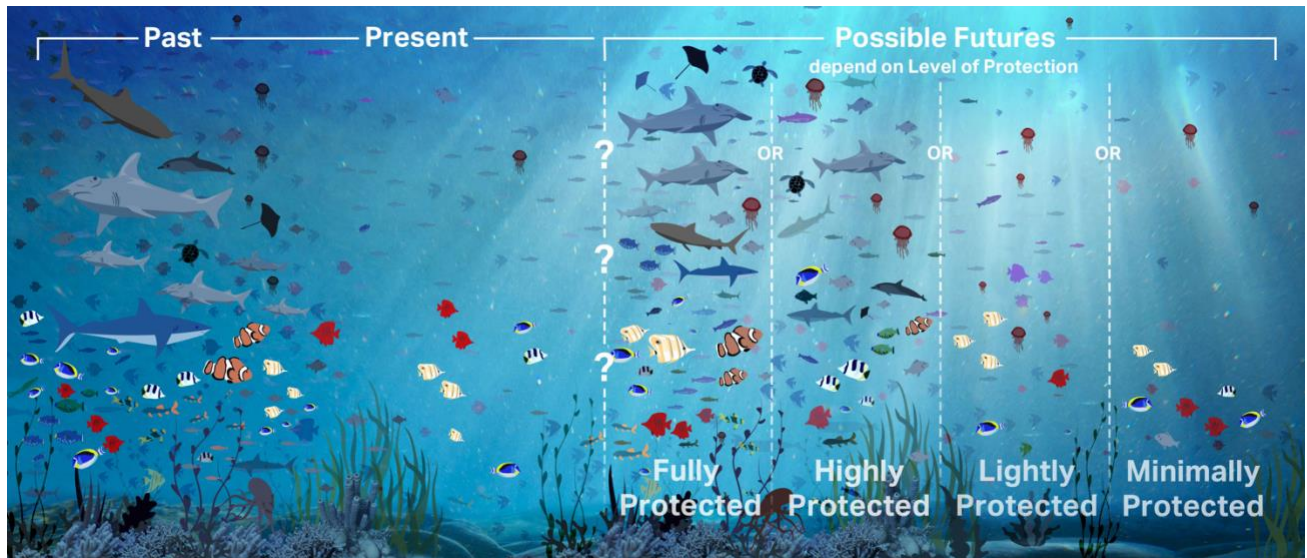 Past
Present
Possible Futures
depend on Level of Protection
?
OR
OR
OR
?
?
Fully
Protected
Highly
Protected
Lightly
Protected
Minimally
Protected